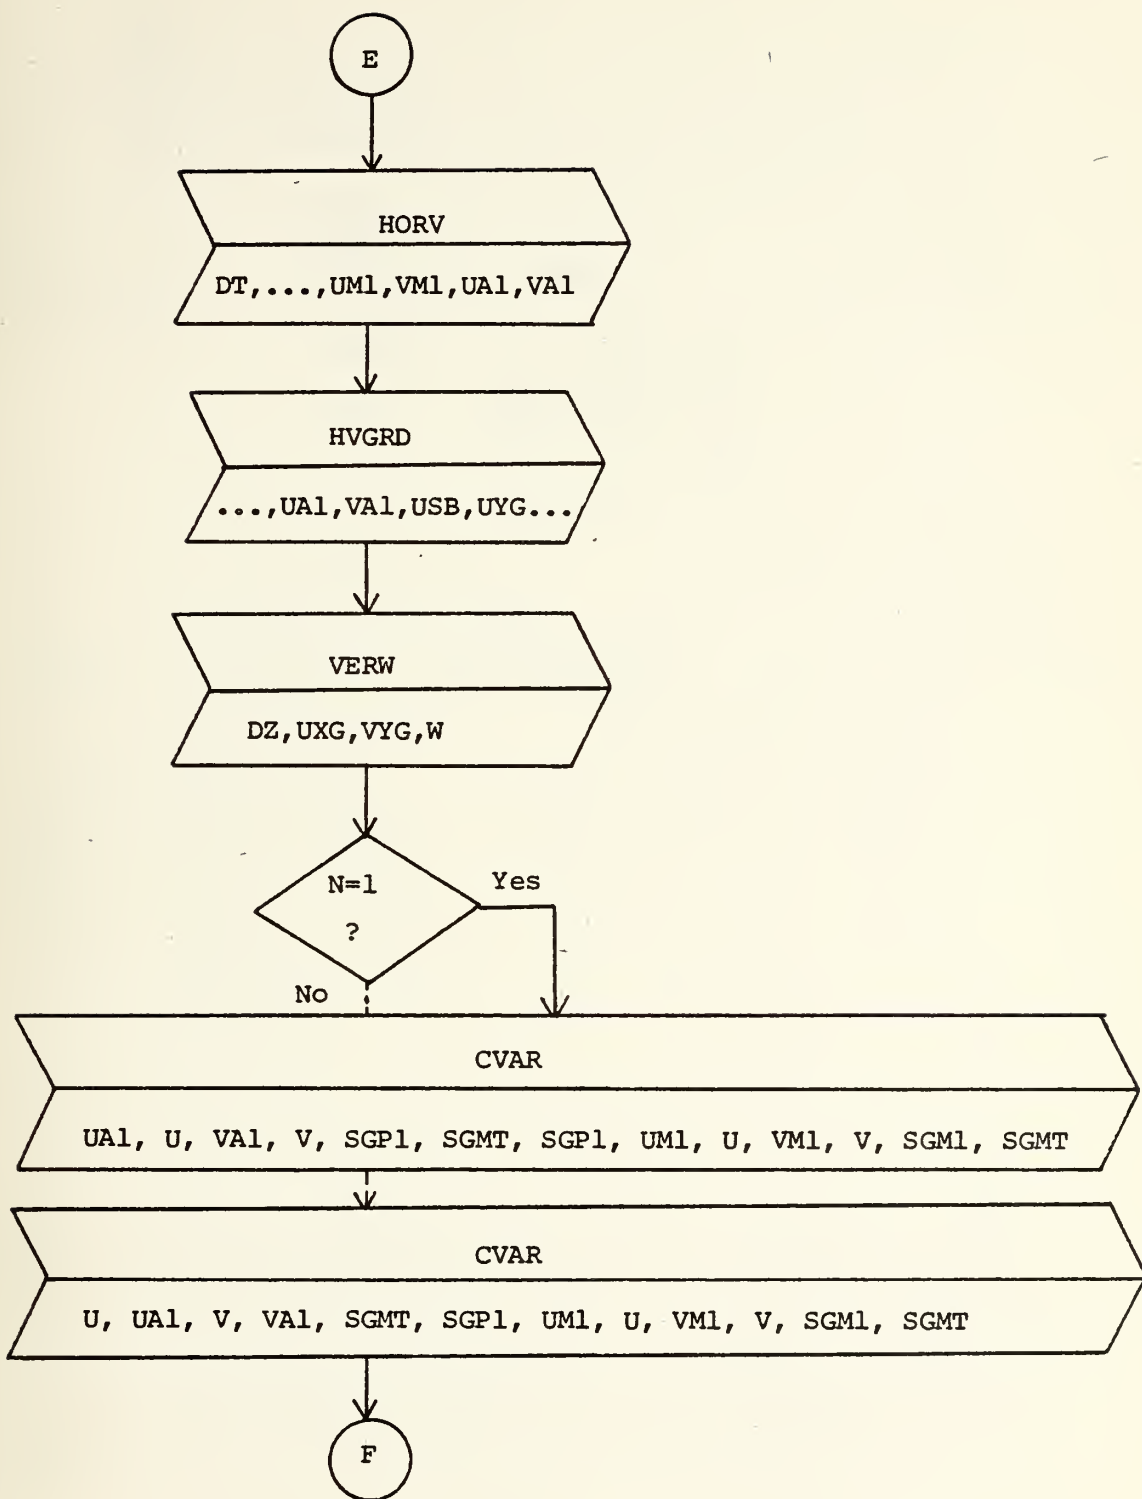 E
HORV
DT,...,UM1,VM1,UA1,VA1
HVGRD
...,UA1,VA1,USB,UYG...
VERW
DZ,UXG,VYG,W
N=1
?
Yes
No
CVAR
UA1, U, VA1, V, SGP1, SGMT, SGP1, UM1, U, VM1, V, SGM1, SGMT
CVAR
U, UA1, V, VA1, SGMT, SGP1, UM1, U, VM1, V, SGM1, SGMT
F